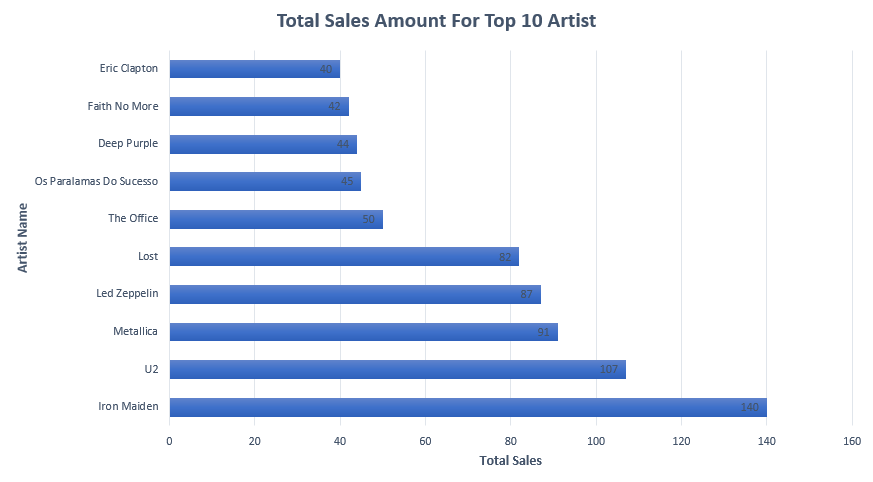 Total Sales Amount For Top 10 Artist
Eric Clapton 40
Faith No More 42
Deep Purple 44
Os Paralamas Do Sucesso 45
The Office 50
Lost 82
Led Zeppelin 87
Metallica 91
U2 107
Iron Maiden 140
Artist Name
0 20 40 60 80 100 120 140 160
Total Sales